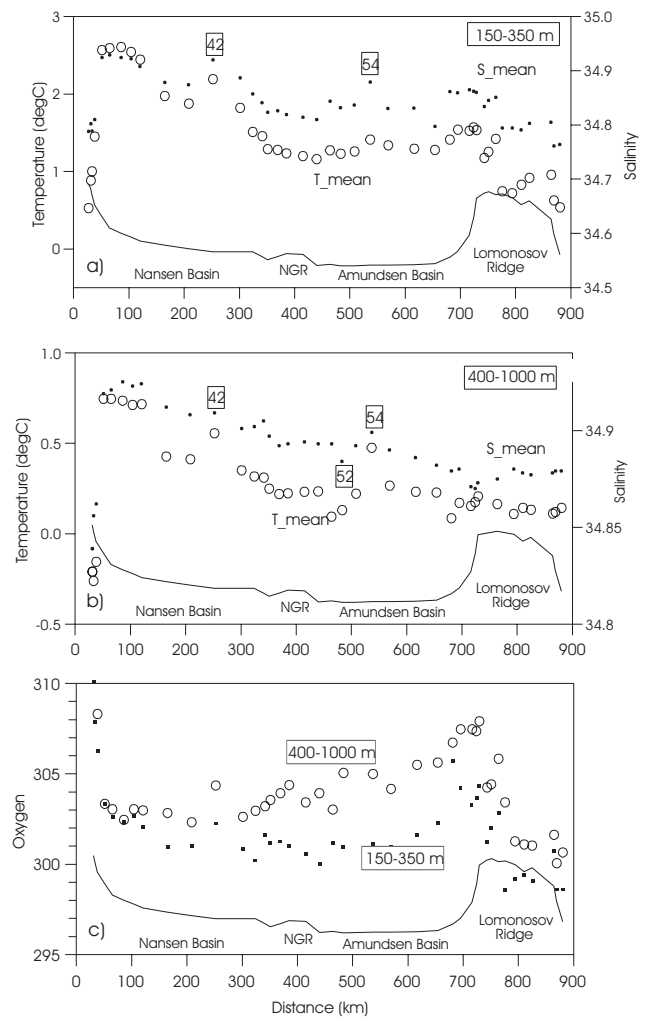 3
2
1
0
Temperature (degC)
35.0
34.9
34.8
34.7
34.6
34.5
Salinity
150-350 m
42
54
S_mean
T_mean
a)
Nansen Basin
NGR
Amundsen Basin
Lomonosov
Ridge
0 100 200 300 400 500 600 700 800 900
1.0
0.5
0.0
-0.5
Temperature (degC)
34.9
34.85
34.8
Salinity
400-1000 m
42
54
52
S_mean
T_mean
b)
Nansen Basin
NGR
Amundsen Basin
Lomonosov
Ridge
0 100 200 300 400 500 600 700 800 900
310
305
300
295
Oxygen
400-1000 m
150-350 m
c)
Nansen Basin
NGR
Amundsen Basin
Lomonosov
Ridge
0 100 200 300 400 500 600 700 800 900
Distance (km)